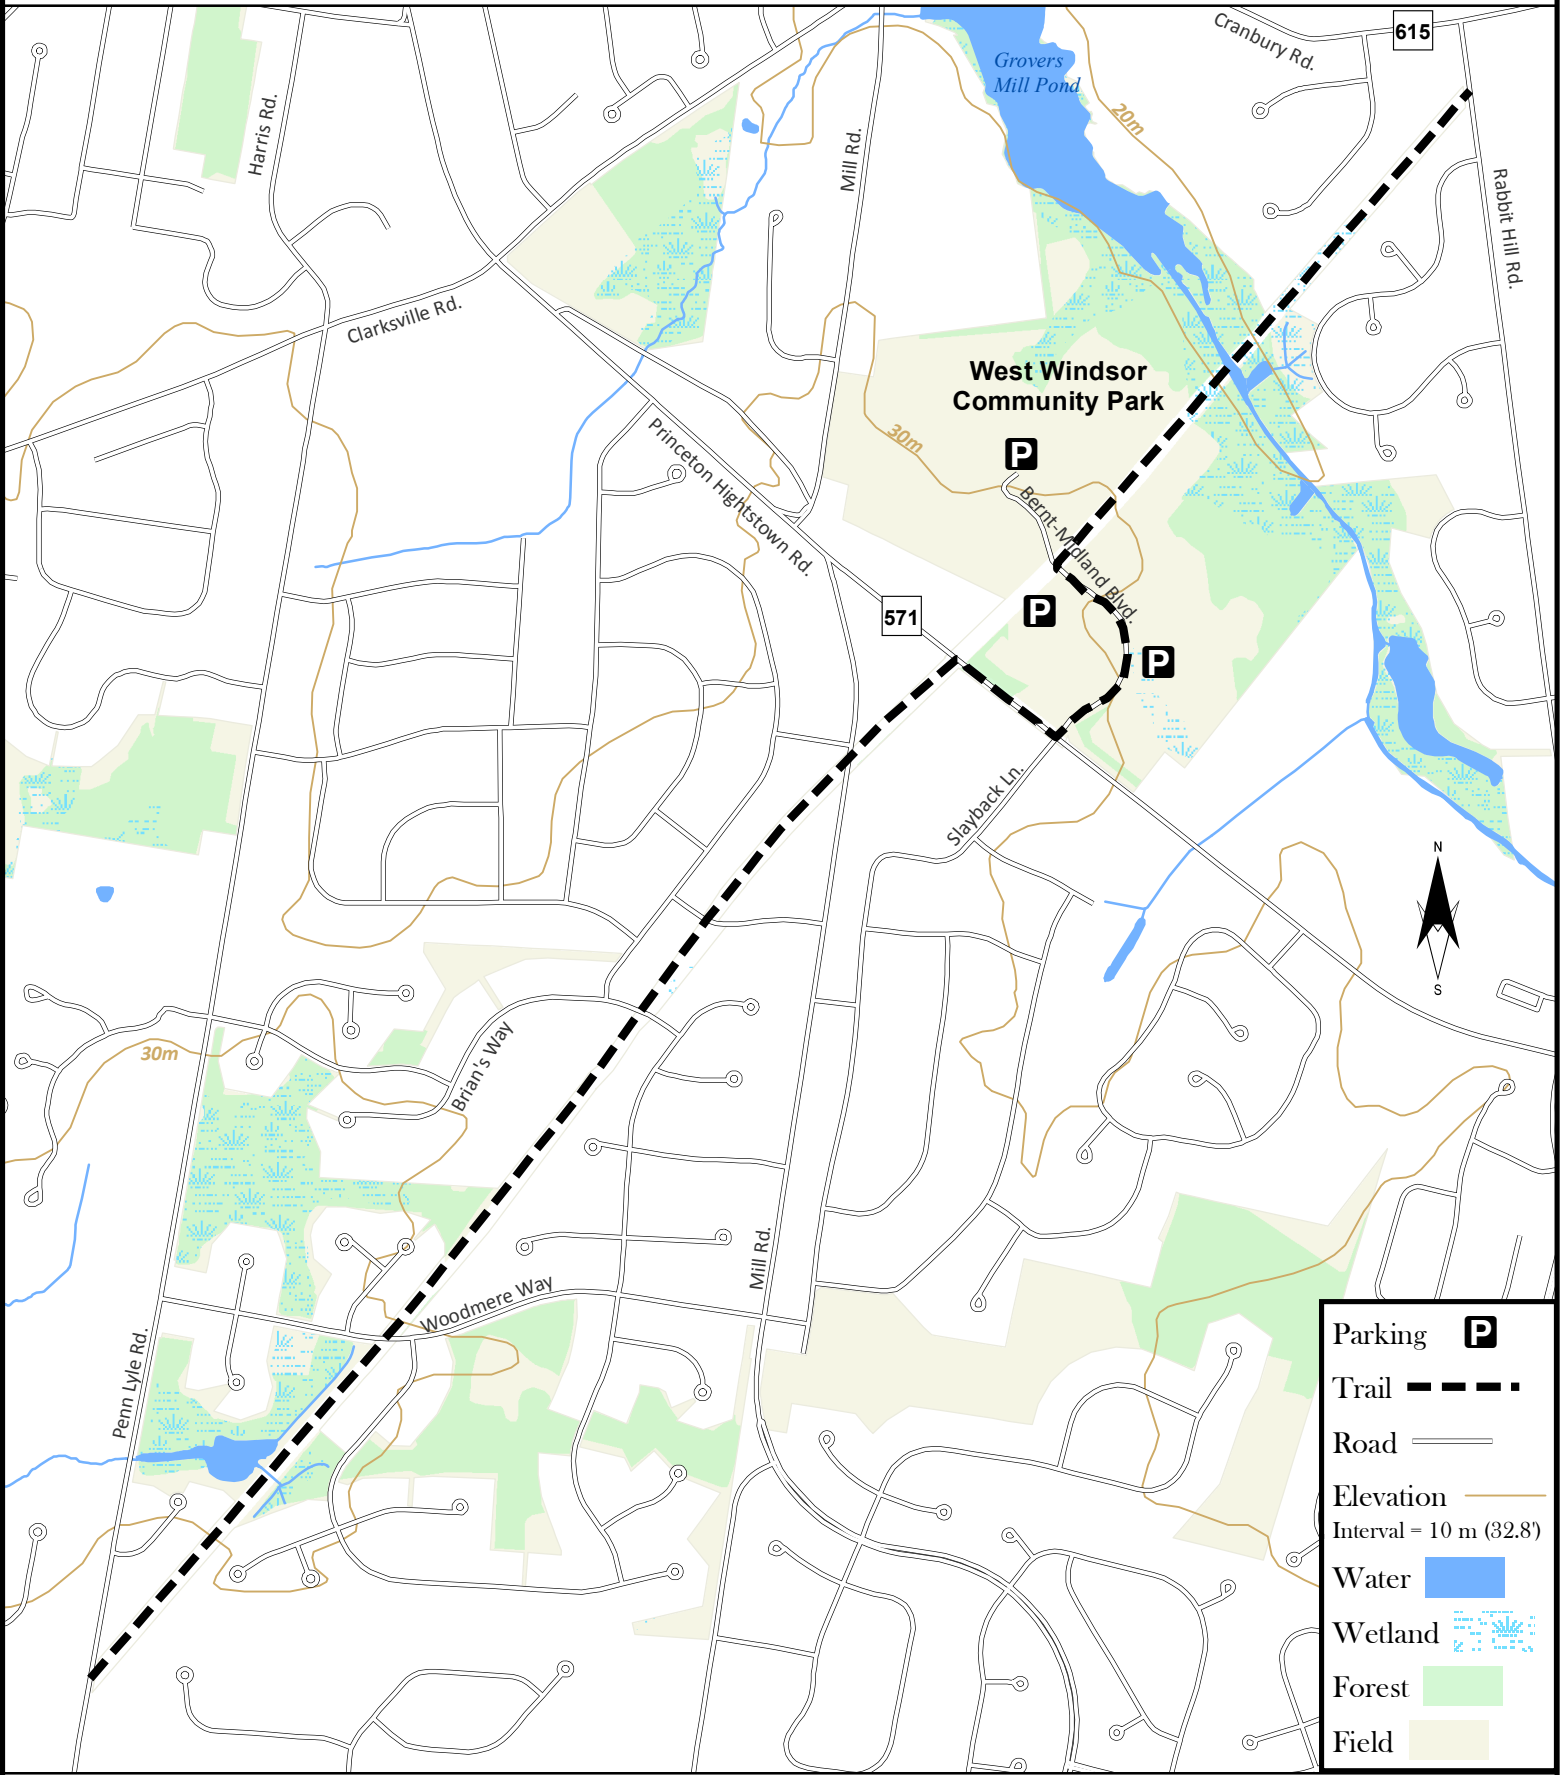 Cranbury Rd.
615
Grovers
Mill Pond
20m
Harris Rd.
Mill Rd.
Rabbit Hill Rd.
Clarksville Rd.
West Windsor
Community Park
P
30m
Princeton Hightstown Rd.
Bernt-Midland Blvd.
571
P
P
Slayback Ln.
N
S
30m
Brian's Way
Mill Rd.
Woodmere Way
Penn Lyle Rd.
Parking P
Trail
Road
Elevation
Interval = 10 m (32.8')
Water
Wetland
Forest
Field